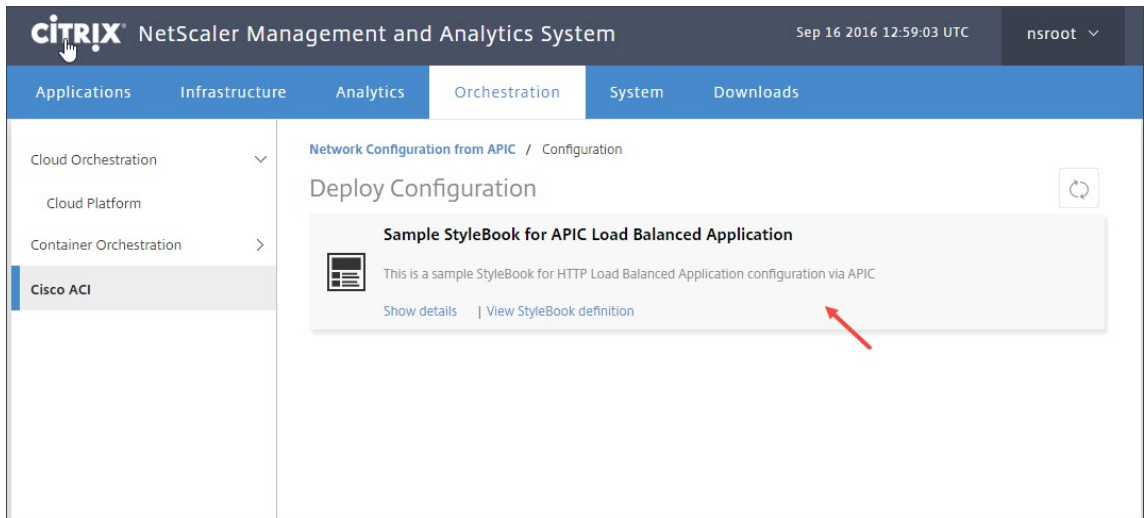 CİTRIX® NetScaler Management and Analytics System
Sep 16 2016 12:59:03 UTC
nsroot
Applications
Infrastructure
Analytics
Orchestration
System
Downloads
Cloud Orchestration
Cloud Platform
Container Orchestration
Cisco ACI
Network Configuration from APIC / Configuration
Deploy Configuration
Sample StyleBook for APIC Load Balanced Application
This is a sample StyleBook for HTTP Load Balanced Application configuration via APIC
Show details | View StyleBook definition